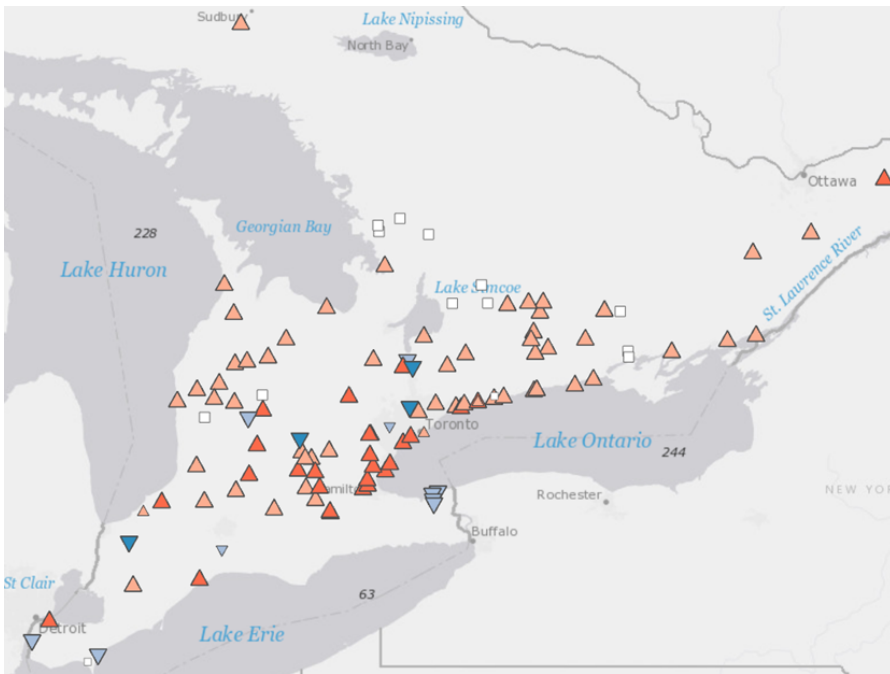 Sudbury
Lake Nipissing
North Bay
Ottawa
Georgian Bay
228
Lake Huron
St. Lawrence River
Lake Simcoe
Toronto
Lake Ontario
244
Hamilton
Rochester
NEW YOR
Buffalo
St Clair
63
Detroit
Lake Erie